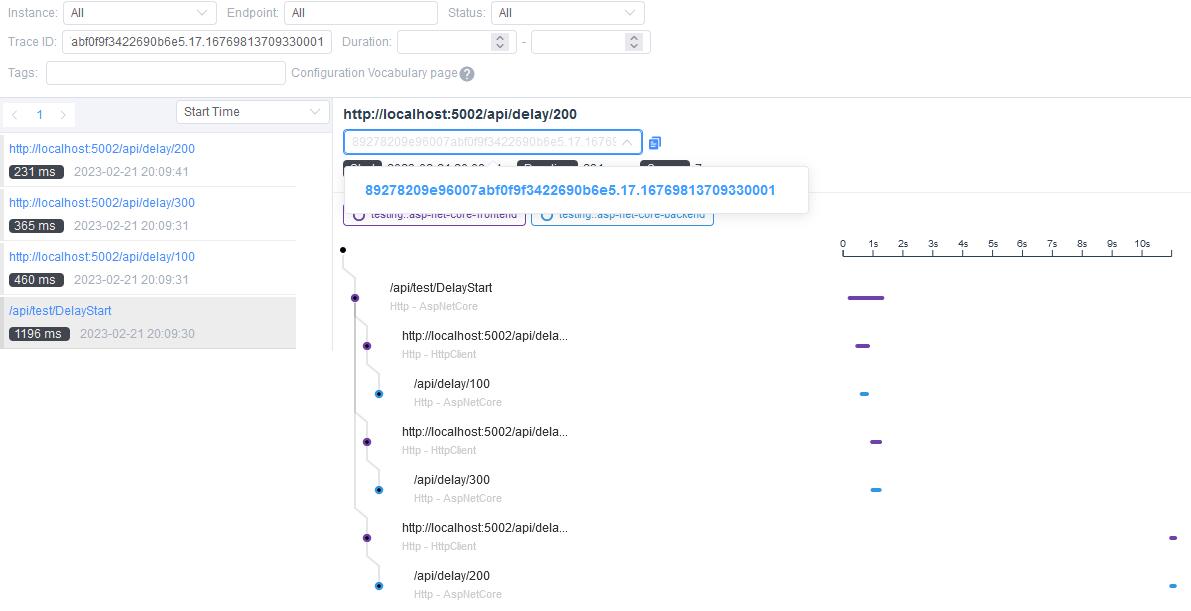 Instance: All Endpoint: All Status: All
Trace ID: abf0f9f3422690b6e5.17.16769813709330001 Duration: -
Tags: Configuration Vocabulary page ?
1 Start Time
http://localhost:5002/api/delay/200
231 ms 2023-02-21 20:09:41
http://localhost:5002/api/delay/300
365 ms 2023-02-21 20:09:31
http://localhost:5002/api/delay/100
460 ms 2023-02-21 20:09:31
/api/test/DelayStart
1196 ms 2023-02-21 20:09:30
http://localhost:5002/api/delay/200
89278209e96007abf0f9f3422690b6e5.17.16769
89278209e96007abf0f9f3422690b6e5.17.16769813709330001
testing::asp-net-core-frontend testing::asp-net-core-backend
0 1s 2s 3s 4s 5s 6s 7s 8s 9s 10s
/api/test/DelayStart
Http - AspNetCore
http://localhost:5002/api/dela...
Http - HttpClient
/api/delay/100
Http - AspNetCore
http://localhost:5002/api/dela...
Http - HttpClient
/api/delay/300
Http - AspNetCore
http://localhost:5002/api/dela...
Http - HttpClient
/api/delay/200
Http - AspNetCore